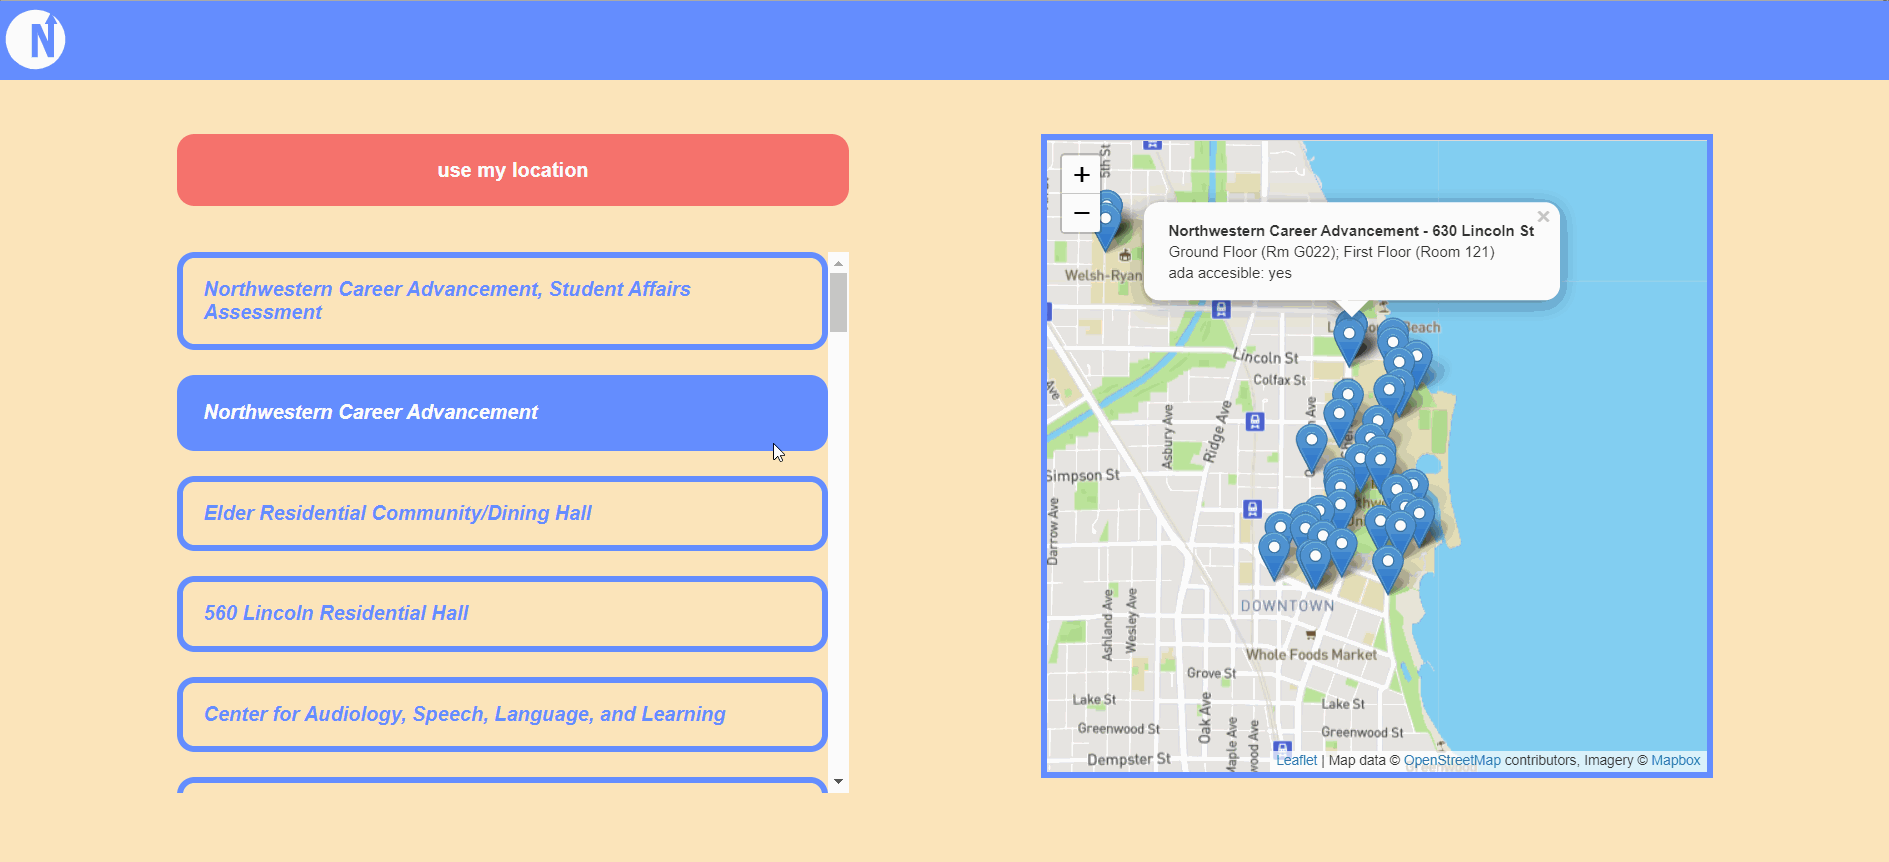 N
use my location
Northwestern Career Advancement, Student Affairs
Assessment
Northwestern Career Advancement
Elder Residential Community/Dining Hall
560 Lincoln Residential Hall
Center for Audiology, Speech, Language, and Learning
+
−
5th St
Northwestern Career Advancement - 630 Lincoln St
×
Ground Floor (Rm G022); First Floor (Room 121)
ada accesible: yes
Welsh-Ryan
Beach
Lincoln St
Colfax St
Ave
Asbury Ave
Ridge Ave
Simpson St
Darrow Ave
DOWNTOWN
Ashland Ave
Wesley Ave
Whole Foods Market
Grove St
Lake St
Oak Ave
Lake St
Greenwood St
Maple Ave
wood Ave
Greenwood St
Dempster St
Leaflet | Map data © OpenStreetMap contributors, Imagery © Mapbox